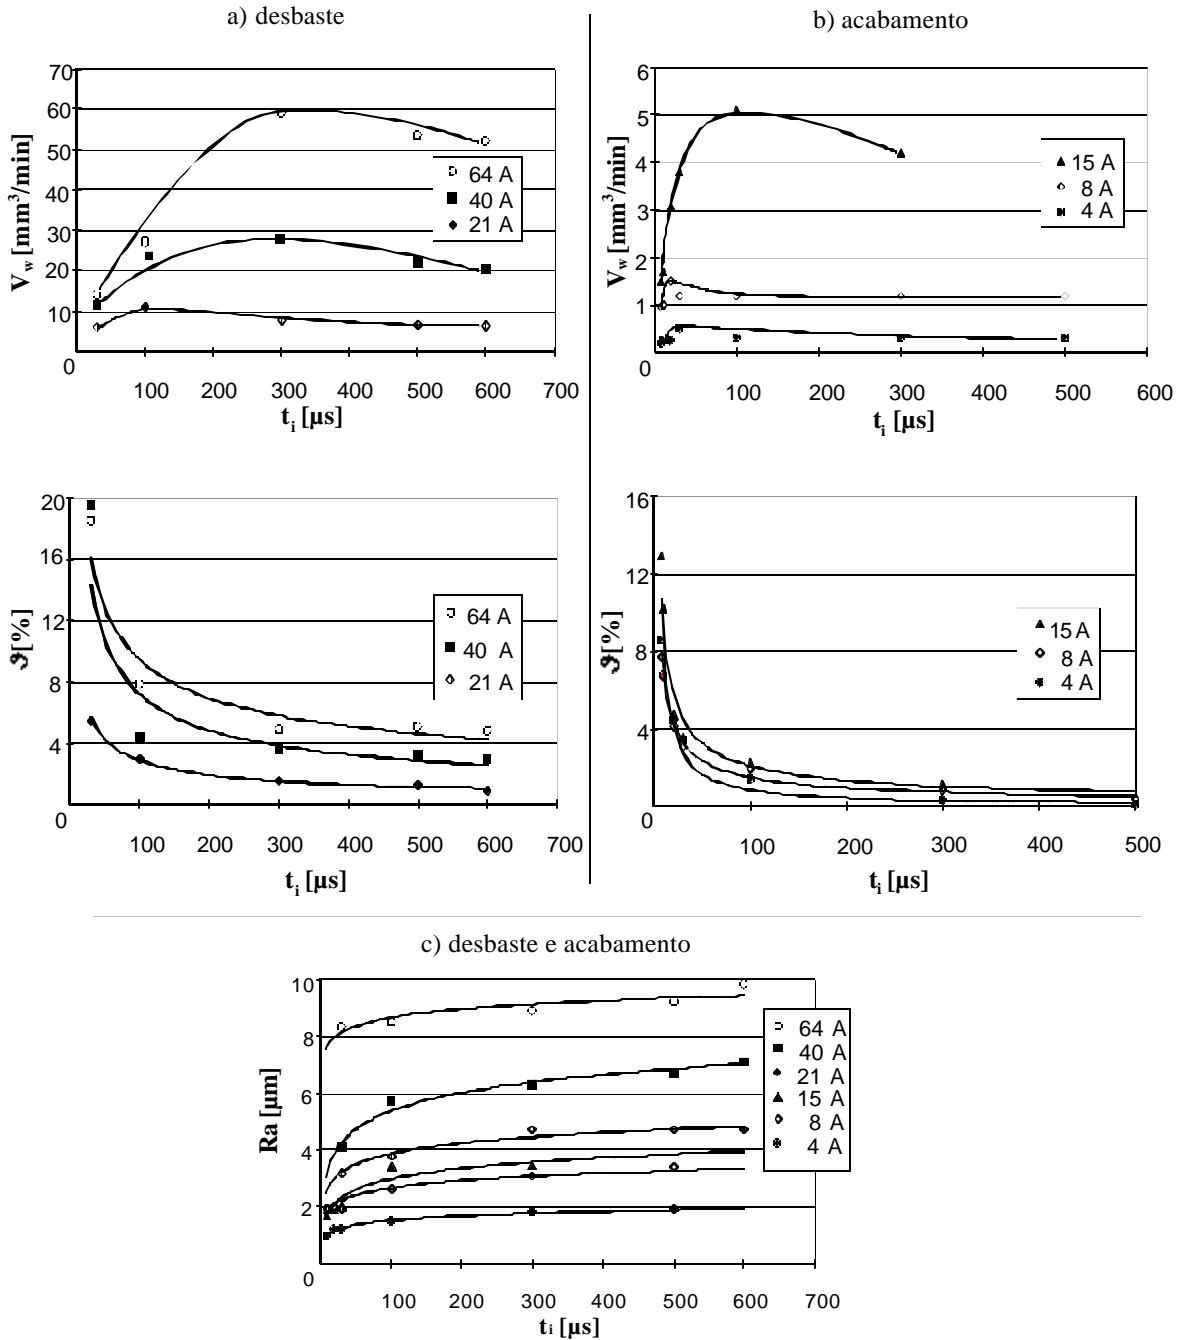 a) desbaste
b) acabamento
70
60
50
40
30
20
10
0
V_w [mm³/min]
64 A
40 A
21 A
100 200 300 400 500 600 700
t_i [µs]
6
5
4
3
2
1
0
V_w [mm³/min]
15 A
8 A
4 A
100 200 300 400 500 600
t_i [µs]
20
16
12
8
4
0
ϑ[%]
64 A
40 A
21 A
100 200 300 400 500 600 700
t_i [µs]
16
12
8
4
0
ϑ[%]
15 A
8 A
4 A
100 200 300 400 500
t_i [µs]
c) desbaste e acabamento
10
8
6
4
2
0
Ra [µm]
64 A
40 A
21 A
15 A
8 A
4 A
100 200 300 400 500 600 700
t_i [µs]